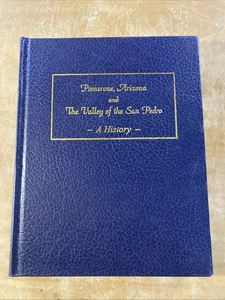 Pomerene, Arizona
and
The Valley of the San Pedro
– A History –